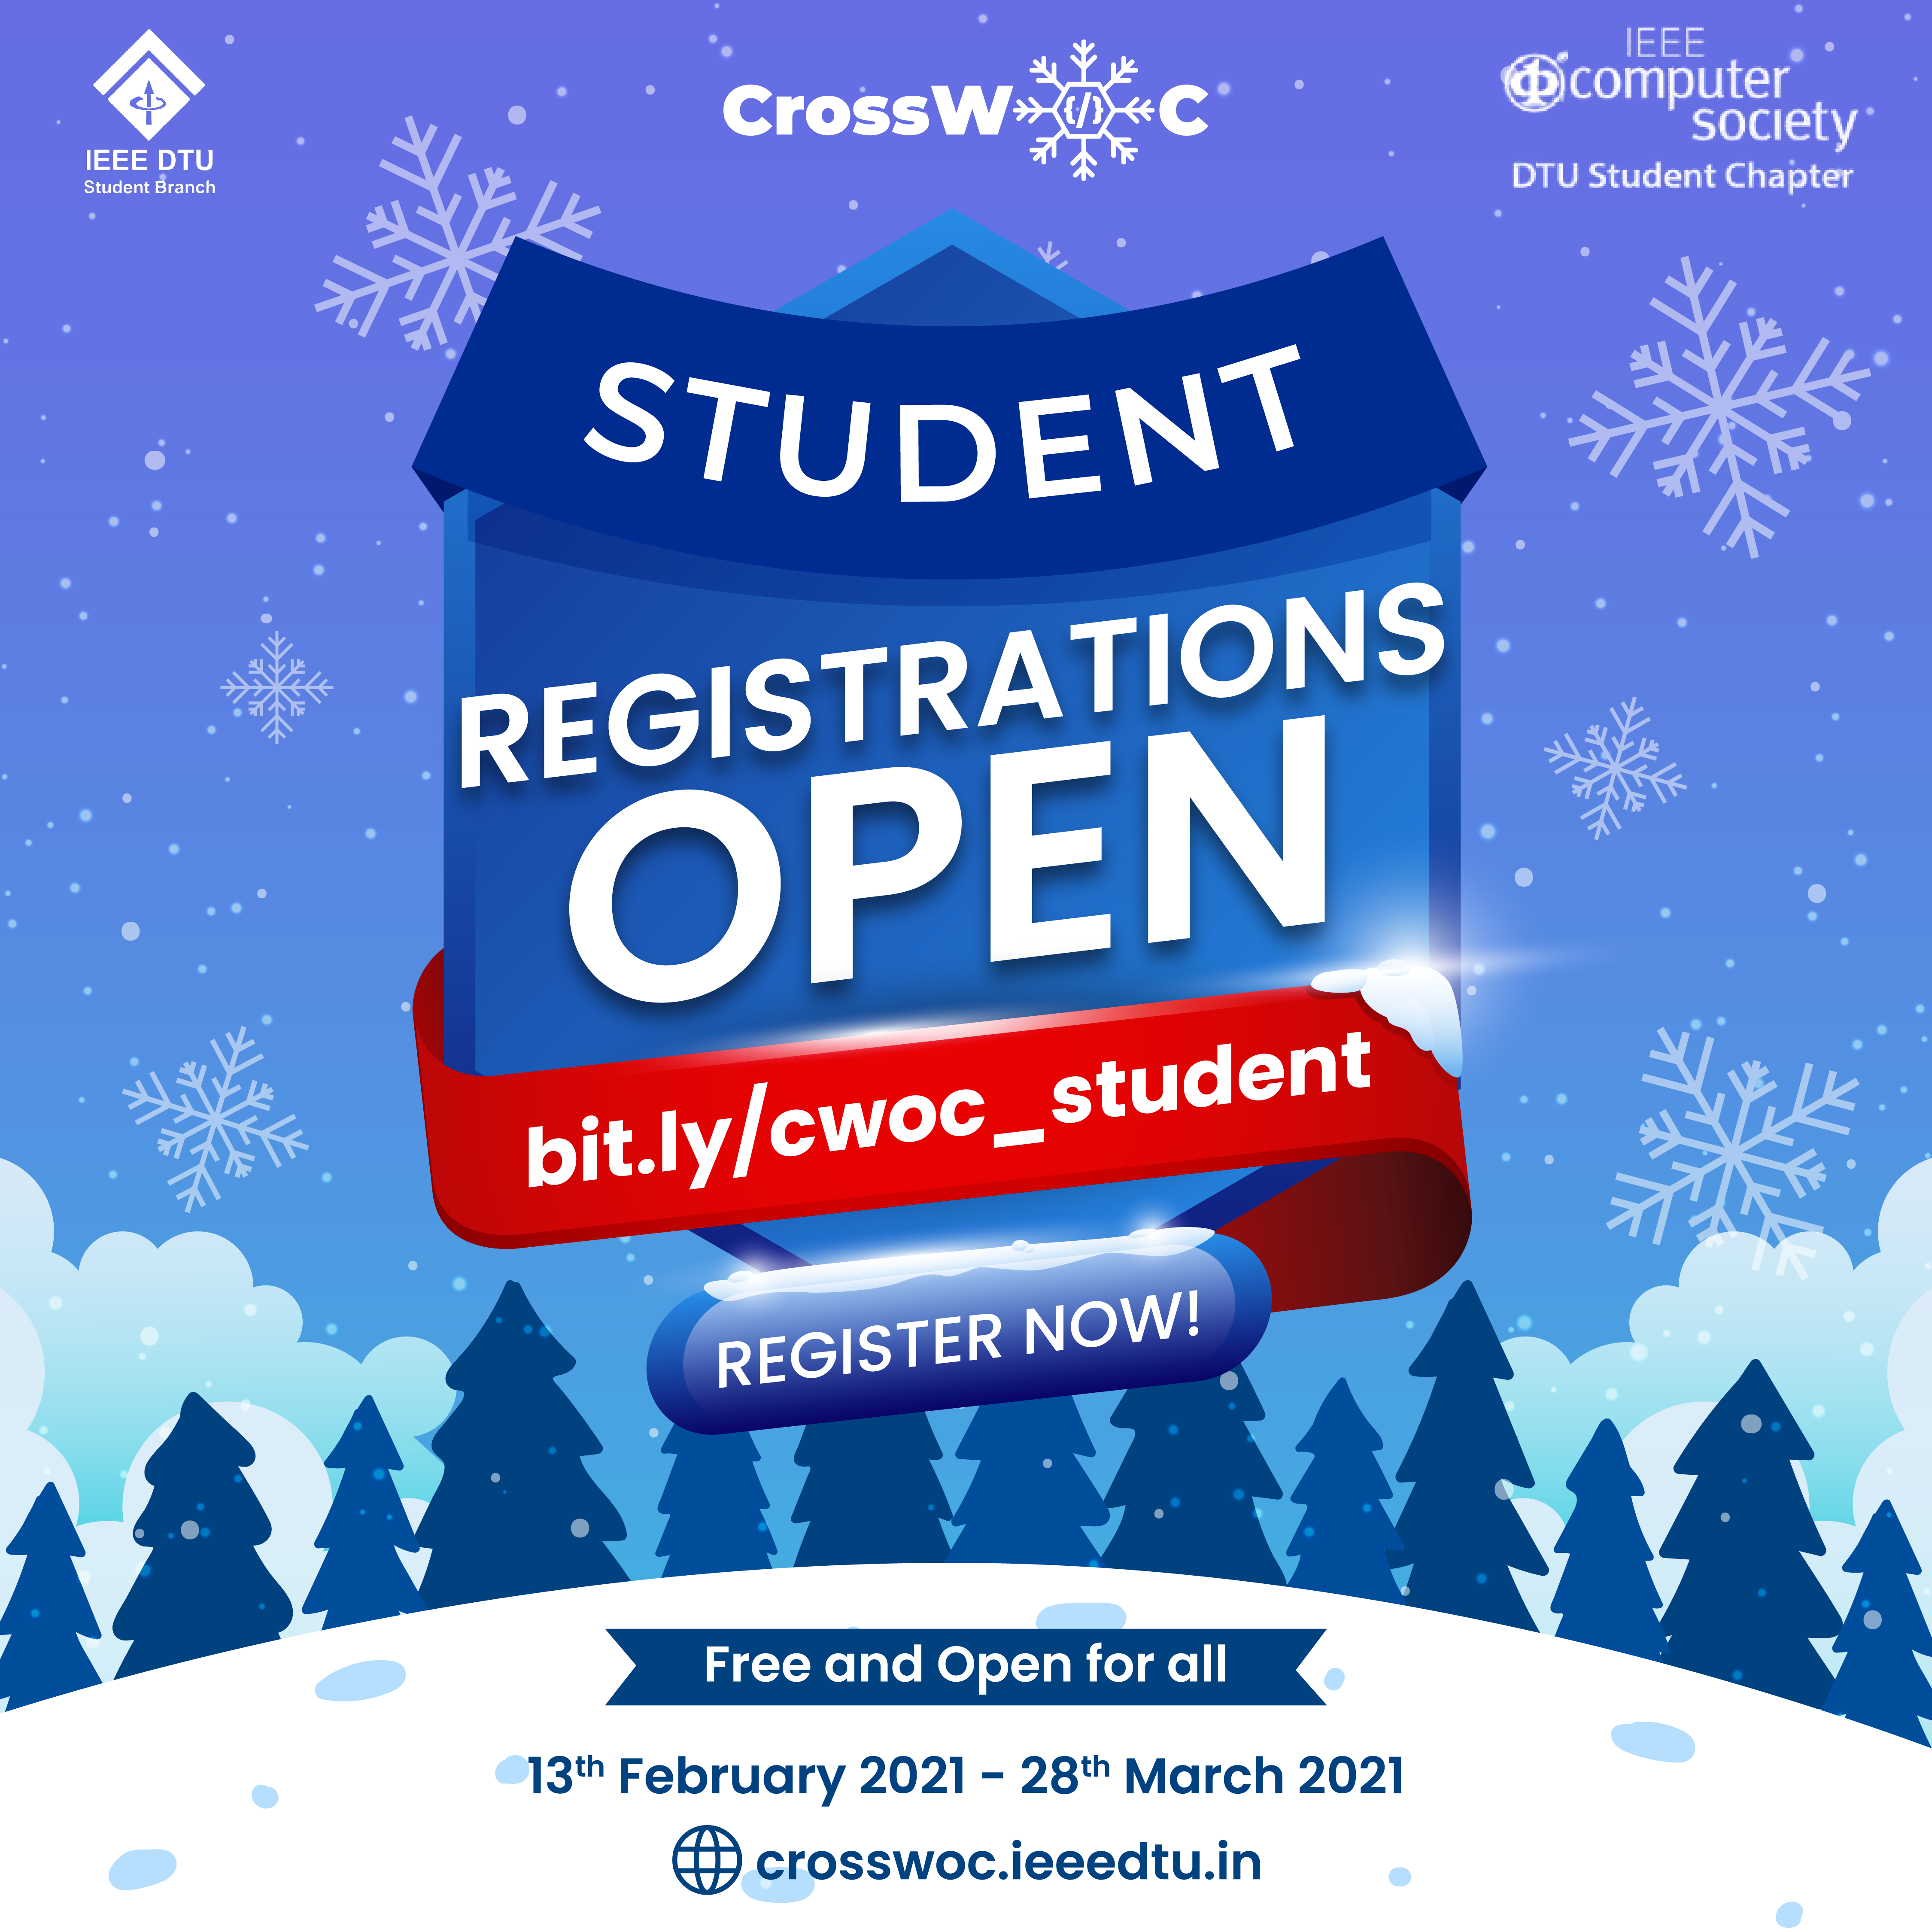 IEEE DTU
Student Branch
CrossW{/}C
IEEE
computer
society
DTU Student Chapter
STUDENT
REGISTRATIONS
OPEN
bit.ly/cwoc_student
REGISTER NOW!
Free and Open for all
13th February 2021 - 28th March 2021
crosswoc.ieeedtu.in